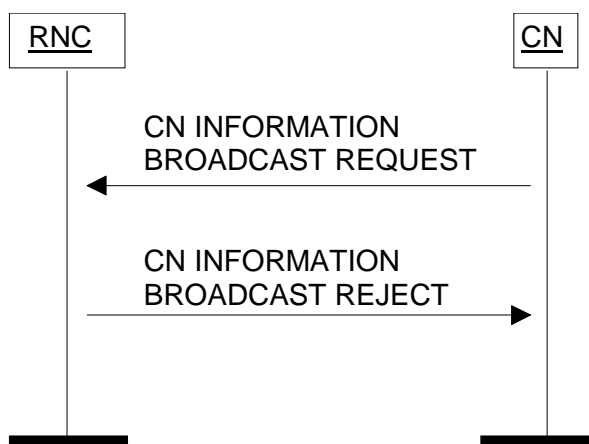 RNC
CN
CN INFORMATION
BROADCAST REQUEST
CN INFORMATION
BROADCAST REJECT